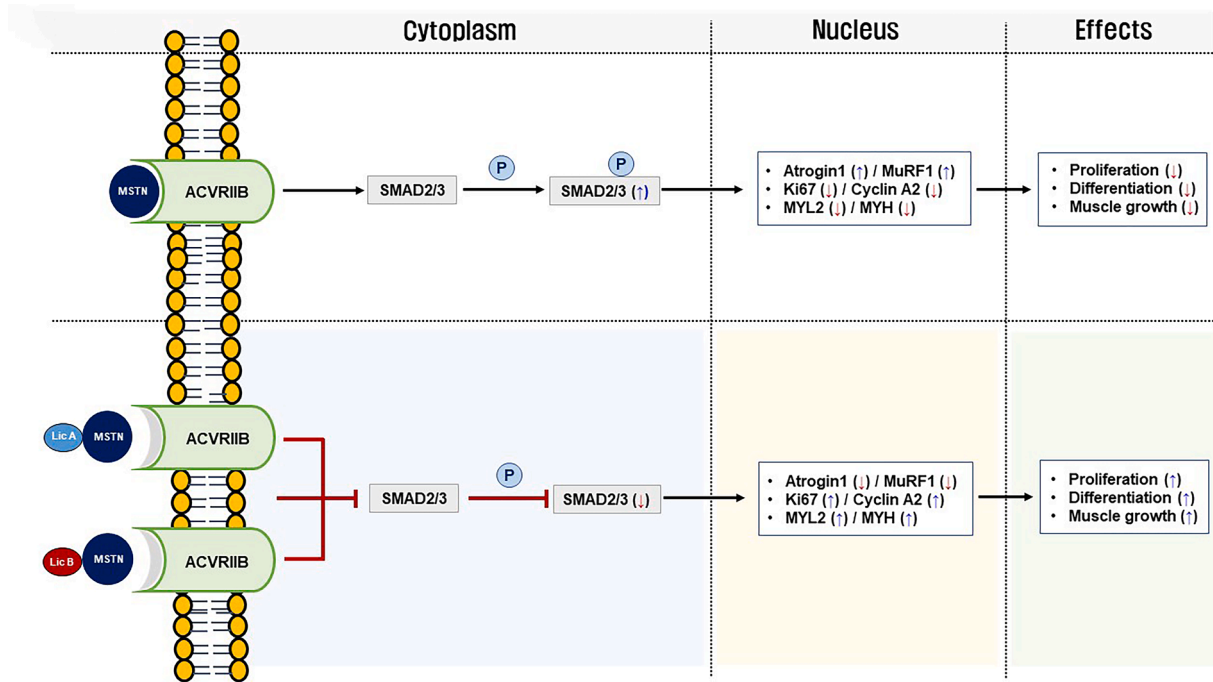 Cytoplasm
Nucleus
Effects
MSTN
ACVRIIB
SMAD2/3
P
P
SMAD2/3 (↑)
• Atrogin1 (↑) / MuRF1 (↑)
• Ki67 (↓) / Cyclin A2 (↓)
• MYL2 (↓) / MYH (↓)
• Proliferation (↓)
• Differentiation (↓)
• Muscle growth (↓)
Lic A
MSTN
ACVRIIB
SMAD2/3
P
SMAD2/3 (↓)
• Atrogin1 (↓) / MuRF1 (↓)
• Ki67 (↑) / Cyclin A2 (↑)
• MYL2 (↑) / MYH (↑)
• Proliferation (↑)
• Differentiation (↑)
• Muscle growth (↑)
Lic B
MSTN
ACVRIIB